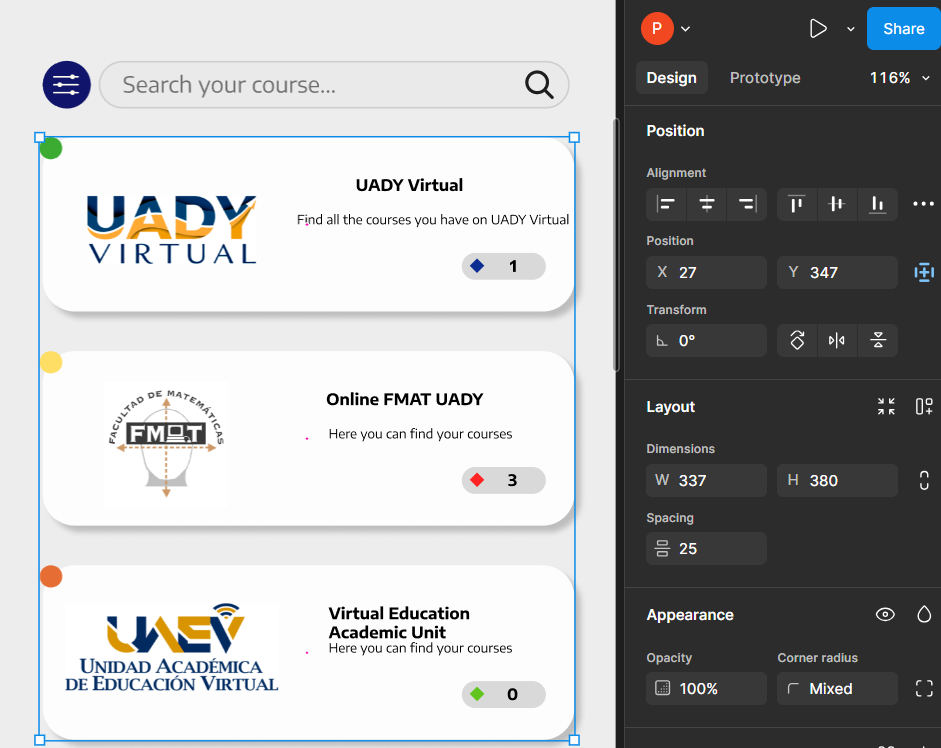 P
Share
Design
Prototype
116%
Search your course...
Position
Alignment
Position
X 27
Y 347
Transform
0°
Layout
Dimensions
W 337
H 380
Spacing
25
Appearance
Opacity
Corner radius
100%
Mixed
UADY
VIRTUAL
UADY Virtual
Find all the courses you have on UADY Virtual
1
FACULTAD DE MATEMÁTICAS
FMAT
Online FMAT UADY
Here you can find your courses
3
UAEV
UNIDAD ACADÉMICA
DE EDUCACIÓN VIRTUAL
Virtual Education
Academic Unit
Here you can find your courses
0